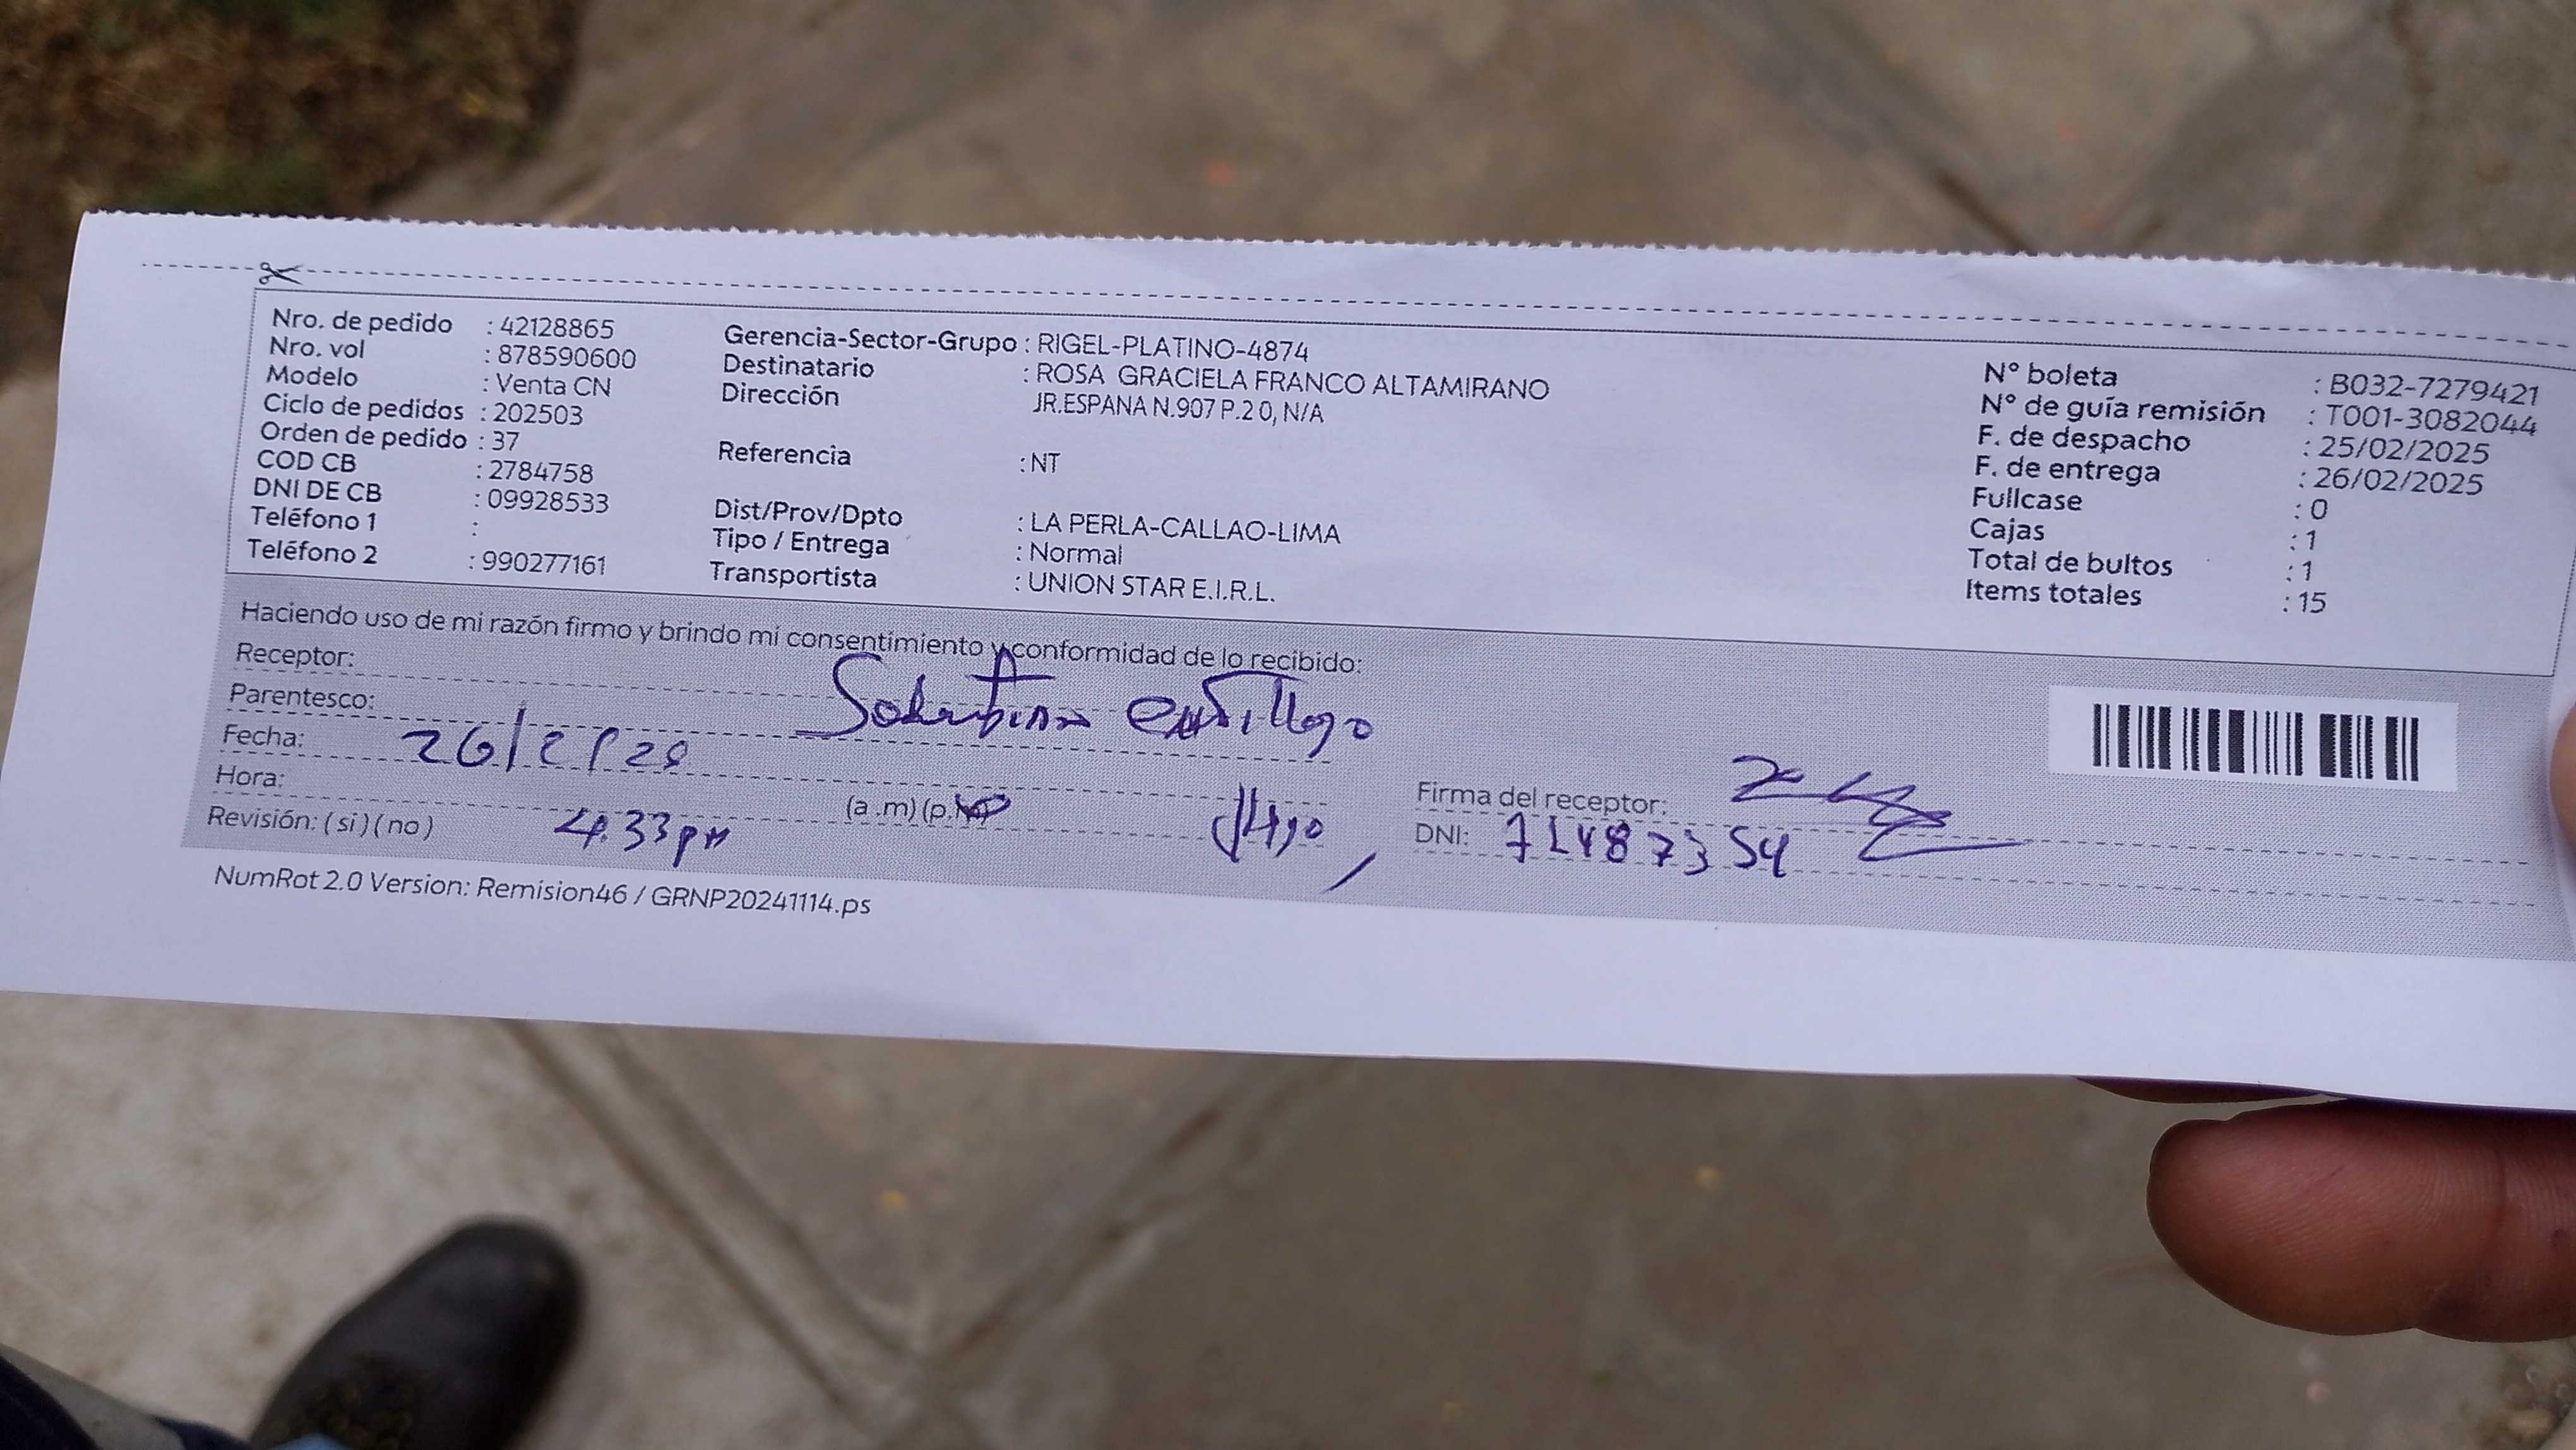 Nro. de pedido : 42128865
Nro. vol : 878590600
Modelo : Venta CN
Ciclo de pedidos : 202503
Orden de pedido : 37
COD CB : 2784758
DNI DE CB : 09928533
Teléfono 1 :
Teléfono 2 : 990277161
Gerencia-Sector-Grupo : RIGEL-PLATINO-4874
Destinatario : ROSA GRACIELA FRANCO ALTAMIRANO
Dirección JR.ESPANA N.907 P.2 0, N/A
Referencia : NT
Dist/Prov/Dpto : LA PERLA-CALLAO-LIMA
Tipo / Entrega : Normal
Transportista : UNION STAR E.I.R.L.
N° boleta : B032-7279421
N° de guía remisión : T001-3082044
F. de despacho : 25/02/2025
F. de entrega : 26/02/2025
Fullcase : 0
Cajas : 1
Total de bultos : 1
Items totales : 15
Haciendo uso de mi razón firmo y brindo mi consentimiento y conformidad de lo recibido:
Receptor:
Parentesco:
Fecha:
Hora: (a.m) (p.
Revisión: (si) (no) 4:33pm
Firma del receptor:
DNI:
NumRot 2.0 Version: Remision46 / GRNP20241114.ps